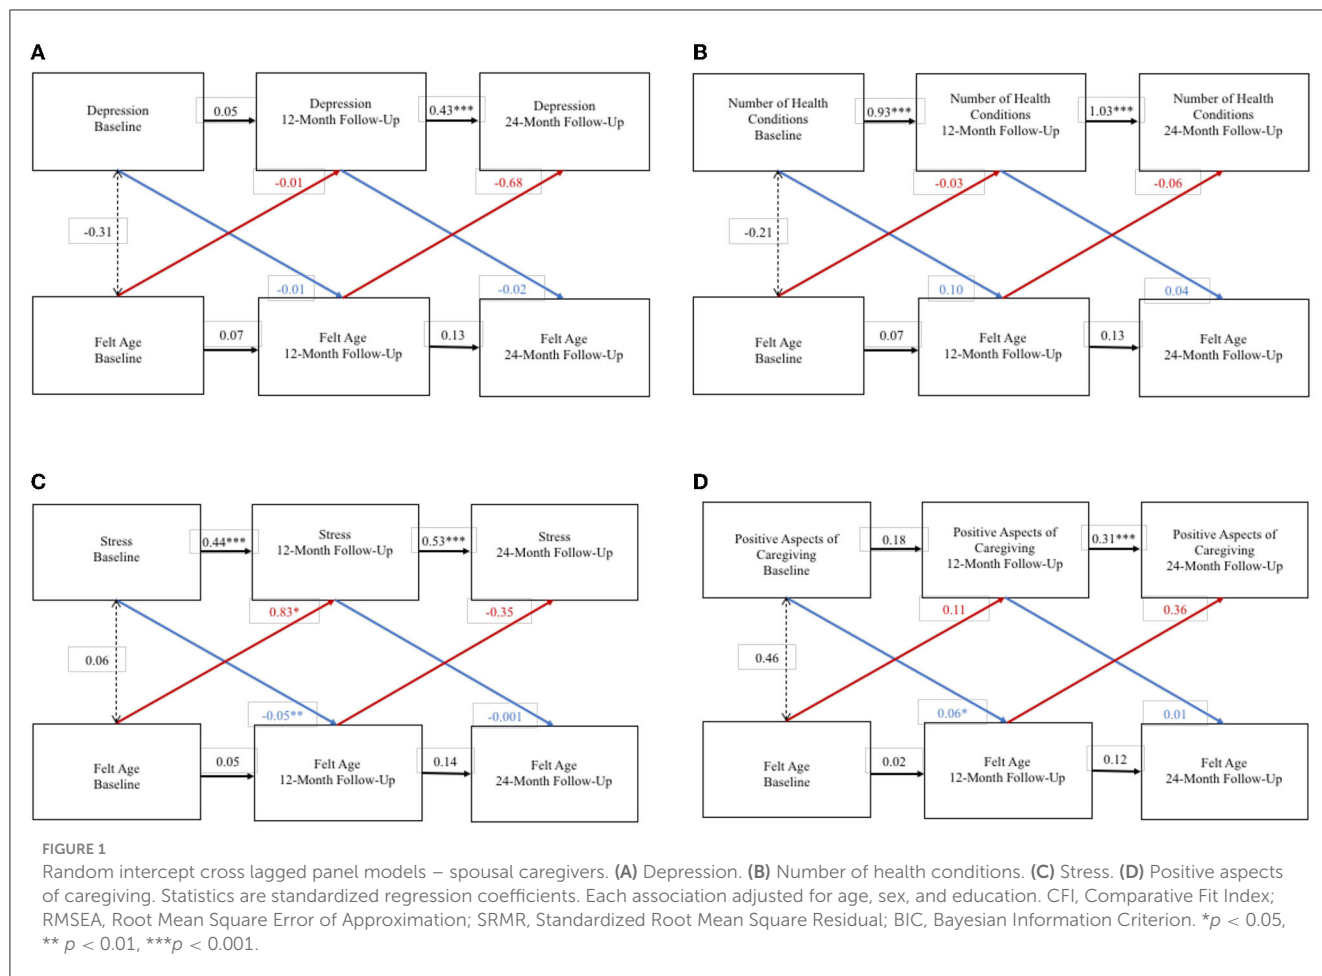 A
Depression
Baseline
0.05
Depression
12-Month Follow-Up
0.43***
Depression
24-Month Follow-Up
-0.01
-0.68
-0.31
-0.01
-0.02
Felt Age
Baseline
0.07
Felt Age
12-Month Follow-Up
0.13
Felt Age
24-Month Follow-Up
B
Number of Health
Conditions
Baseline
0.93***
Number of Health
Conditions
12-Month Follow-Up
1.03***
Number of Health
Conditions
24-Month Follow-Up
-0.03
-0.06
-0.21
0.10
0.04
Felt Age
Baseline
0.07
Felt Age
12-Month Follow-Up
0.13
Felt Age
24-Month Follow-Up
C
Stress
Baseline
0.44***
Stress
12-Month Follow-Up
0.53***
Stress
24-Month Follow-Up
0.83*
-0.35
0.06
-0.05**
-0.001
Felt Age
Baseline
0.05
Felt Age
12-Month Follow-Up
0.14
Felt Age
24-Month Follow-Up
D
Positive Aspects of
Caregiving
Baseline
0.18
Positive Aspects of
Caregiving
12-Month Follow-Up
0.31***
Positive Aspects of
Caregiving
24-Month Follow-Up
0.11
0.36
0.46
0.06*
0.01
Felt Age
Baseline
0.02
Felt Age
12-Month Follow-Up
0.12
Felt Age
24-Month Follow-Up
FIGURE 1
Random intercept cross lagged panel models – spousal caregivers. (A) Depression. (B) Number of health conditions. (C) Stress. (D) Positive aspects
of caregiving. Statistics are standardized regression coefficients. Each association adjusted for age, sex, and education. CFI, Comparative Fit Index;
RMSEA, Root Mean Square Error of Approximation; SRMR, Standardized Root Mean Square Residual; BIC, Bayesian Information Criterion. *p < 0.05,
** p < 0.01, ***p < 0.001.